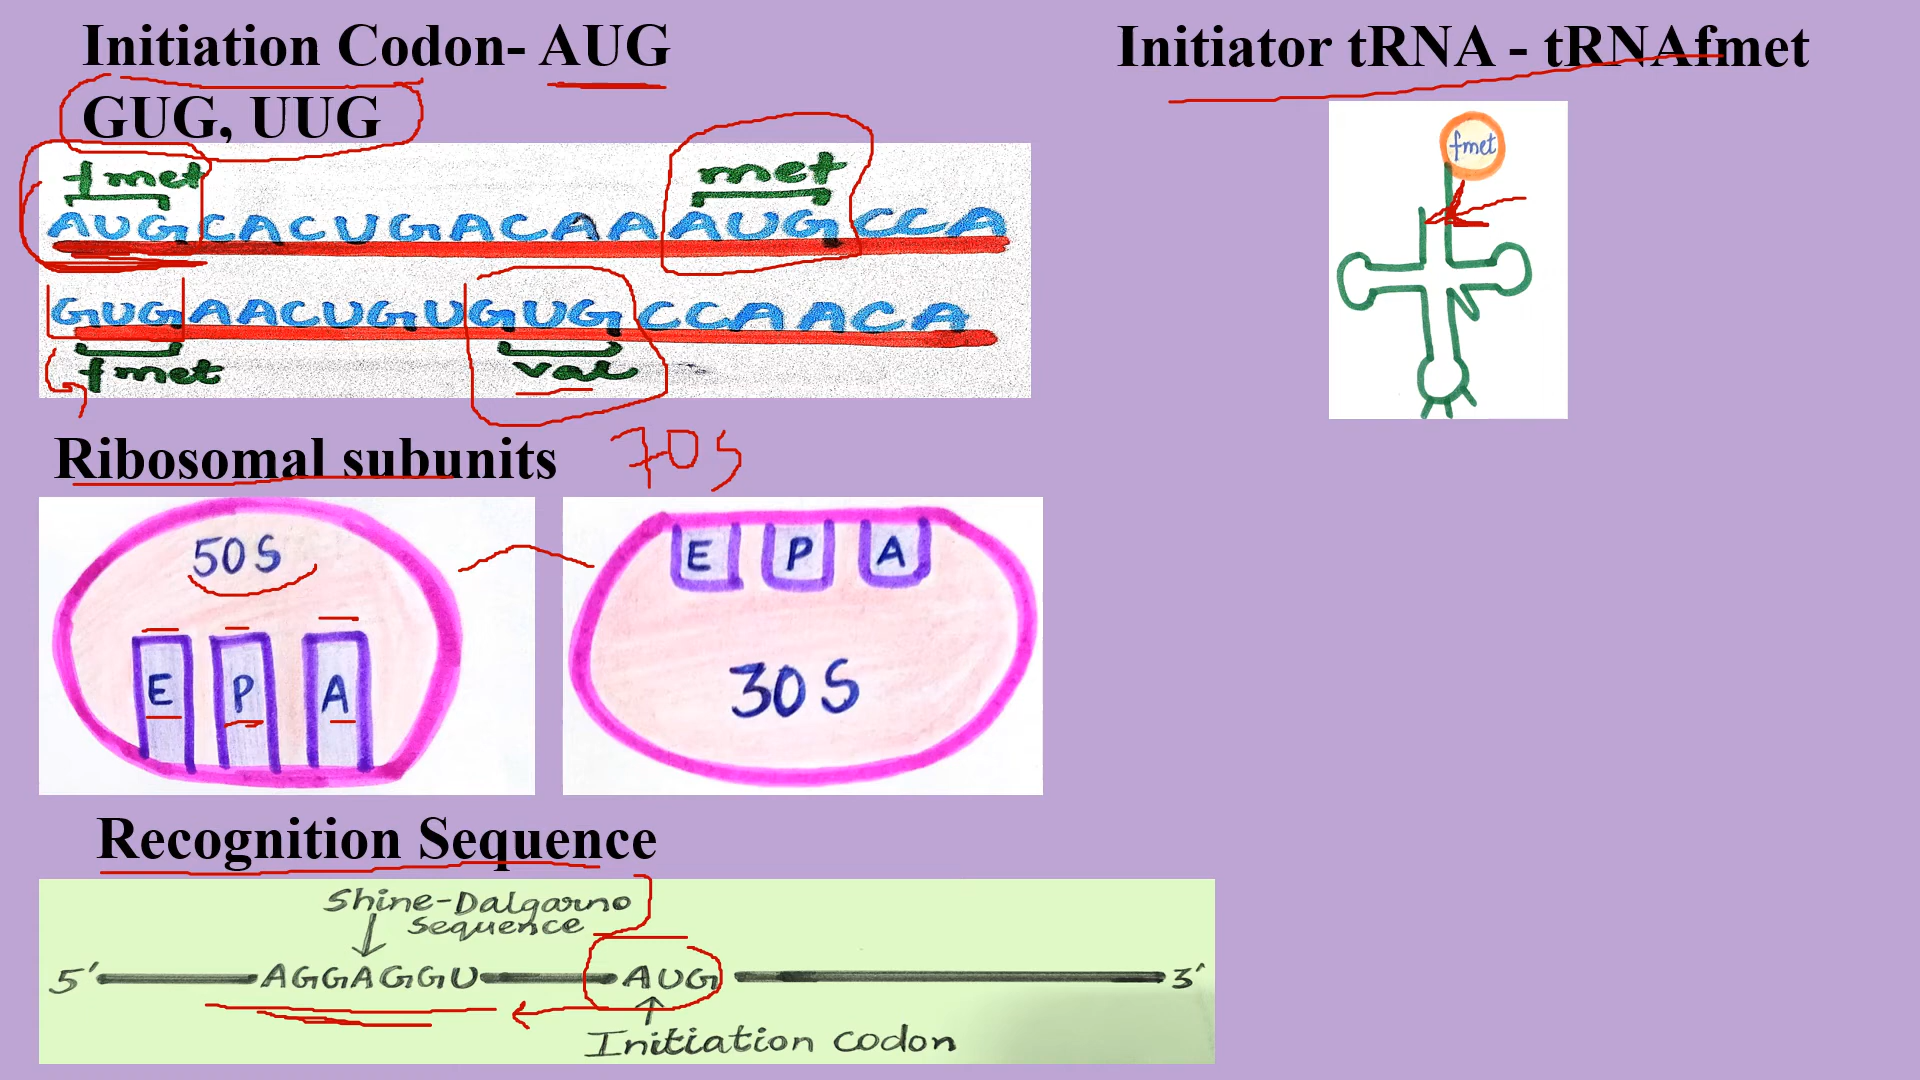 Initiation Codon- AUG
GUG, UUG
fmet met
AUGCACUGACAAAUGCCA
GUGAACUGUGUGCCAACA
fmet val
Initiator tRNA - tRNAfmet
fmet
Ribosomal subunits 70S
50S
E P A
E P A
30S
Recognition Sequence
Shine-Dalgarno
Sequence
5' AGGAGGU AUG 3'
Initiation codon